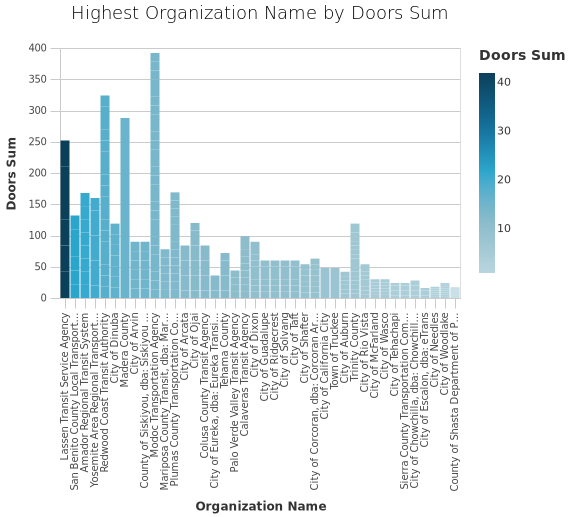 Highest Organization Name by Doors Sum
Doors Sum
400
350
300
250
200
150
100
50
0
Doors Sum
40
30
20
10
Lassen Transit Service Agency
San Benito County Local Transport...
Amador Regional Transit System
Yosemite Area Regional Transport...
Redwood Coast Transit Authority
City of Dinuba
Madera County
City of Arvin
County of Siskiyou, dba: Siskiyou ...
Modoc Transportation Agency
Mariposa County Transit, dba: Mar...
Plumas County Transportation Co...
City of Arcata
City of Ojai
Colusa County Transit Agency
City of Eureka, dba: Eureka Transi...
Tehama County
Palo Verde Valley Transit Agency
Calaveras Transit Agency
City of Dixon
City of Guadalupe
City of Ridgecrest
City of Solvang
City of Taft
City of Shafter
City of Corcoran, dba: Corcoran Ar...
City of California City
Town of Truckee
City of Auburn
Trinity County
City of Rio Vista
City of McFarland
City of Wasco
City of Tehachapi
Sierra County Transportation Com...
City of Chowchilla, dba: Chowchill...
City of Escalon, dba: eTrans
City of Needles
City of Woodlake
County of Shasta Department of P...
Organization Name